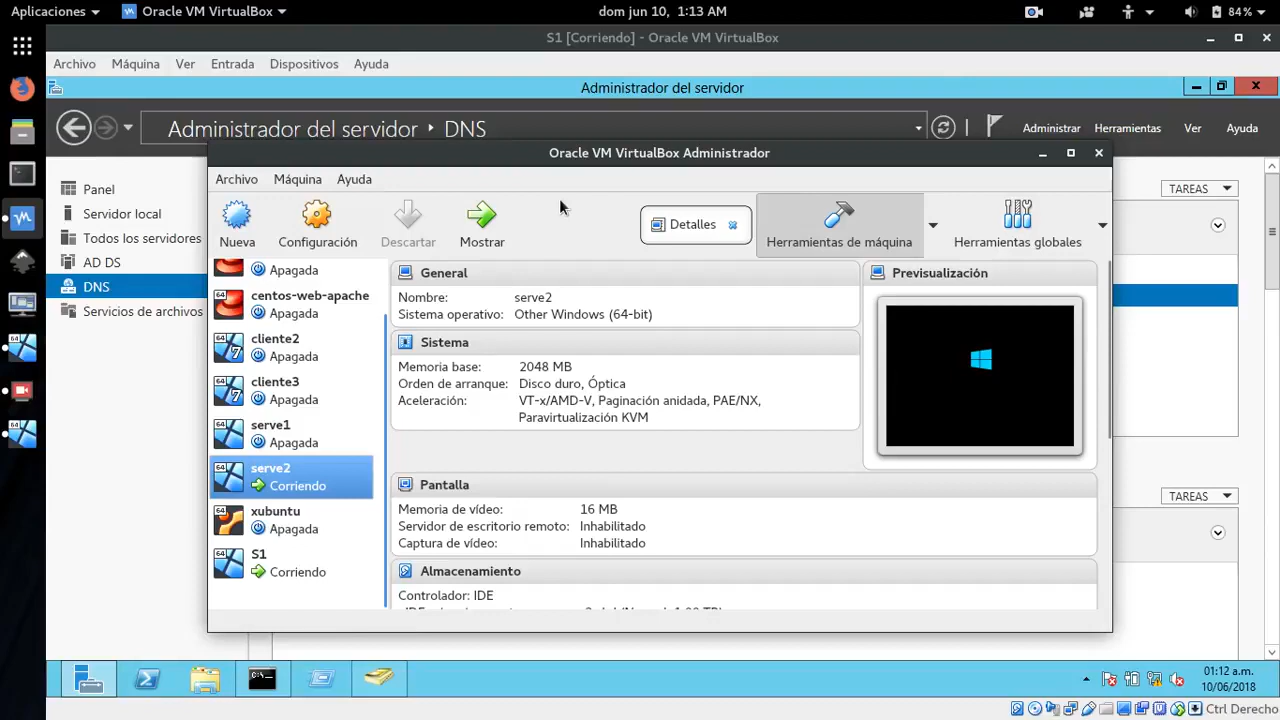 Aplicaciones
Oracle VM VirtualBox
dom jun 10, 1:13 AM
84%
S1 [Corriendo] - Oracle VM VirtualBox
Archivo Máquina Ver Entrada Dispositivos Ayuda
Administrador del servidor
Administrador del servidor DNS
Administrar Herramientas Ver Ayuda
Oracle VM VirtualBox Administrador
Archivo Máquina Ayuda
Nueva Configuración Descartar Mostrar
Detalles
Herramientas de máquina
Herramientas globales
Panel
Servidor local
Todos los servidores
AD DS
DNS
Servicios de archivos
Apagada
64 centos-web-apache
Apagada
64 cliente2
Apagada
64 cliente3
Apagada
64 serve1
Apagada
64 serve2
Corriendo
64 xubuntu
Apagada
64 S1
Corriendo
General
Nombre: serve2
Sistema operativo: Other Windows (64-bit)
Sistema
Memoria base: 2048 MB
Orden de arranque: Disco duro, Óptica
Aceleración: VT-x/AMD-V, Paginación anidada, PAE/NX,
Paravirtualización KVM
Pantalla
Memoria de vídeo: 16 MB
Servidor de escritorio remoto: Inhabilitado
Captura de vídeo: Inhabilitado
Almacenamiento
Controlador: IDE
Previsualización
TAREAS
TAREAS
01:12 a.m.
10/06/2018
Ctrl Derecho